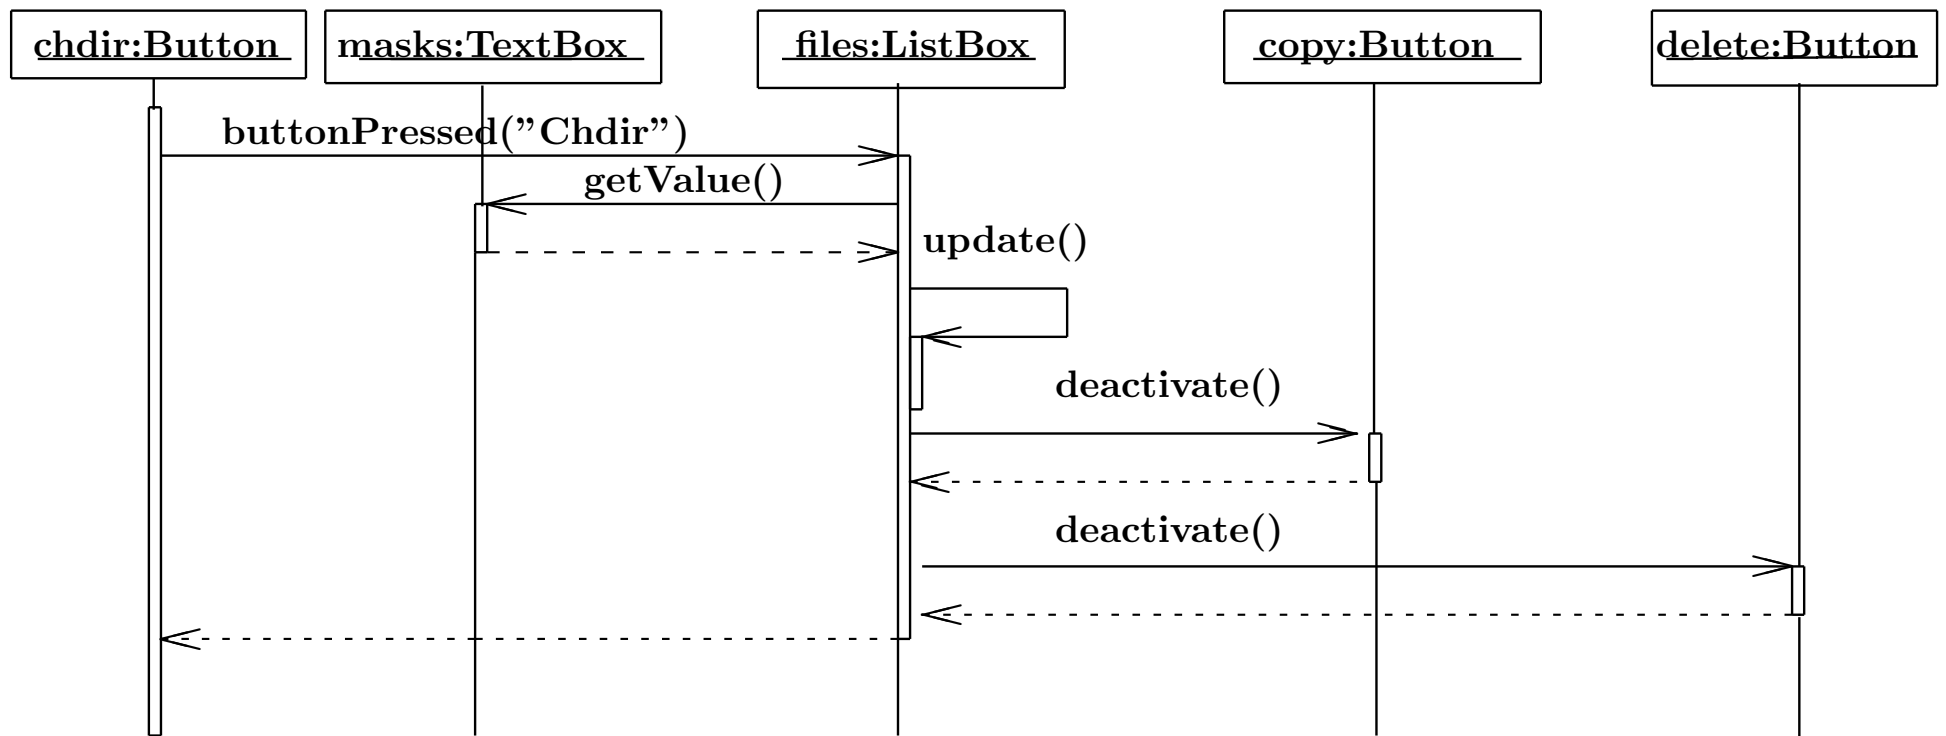 chdir:Button
masks:TextBox
files:ListBox
copy:Button
delete:Button
buttonPressed(”Chdir”)
getValue()
update()
deactivate()
deactivate()